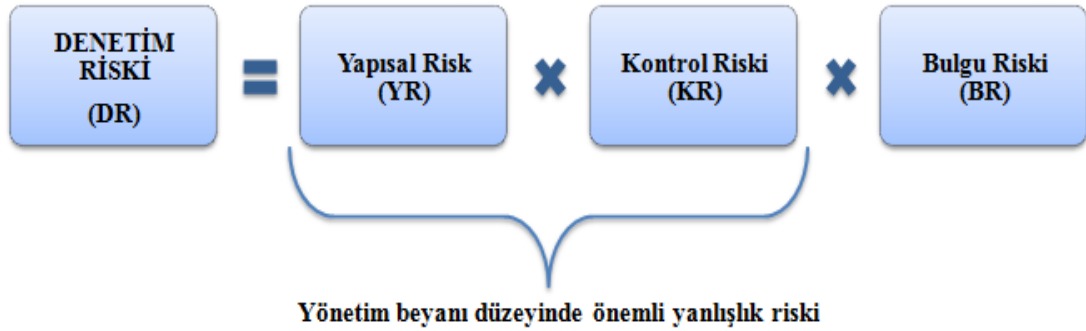 DENETİM
RİSKİ
(DR)
=
Yapısal Risk
(YR)
×
Kontrol Riski
(KR)
×
Bulgu Riski
(BR)
Yönetim beyanı düzeyinde önemli yanlışlık riski